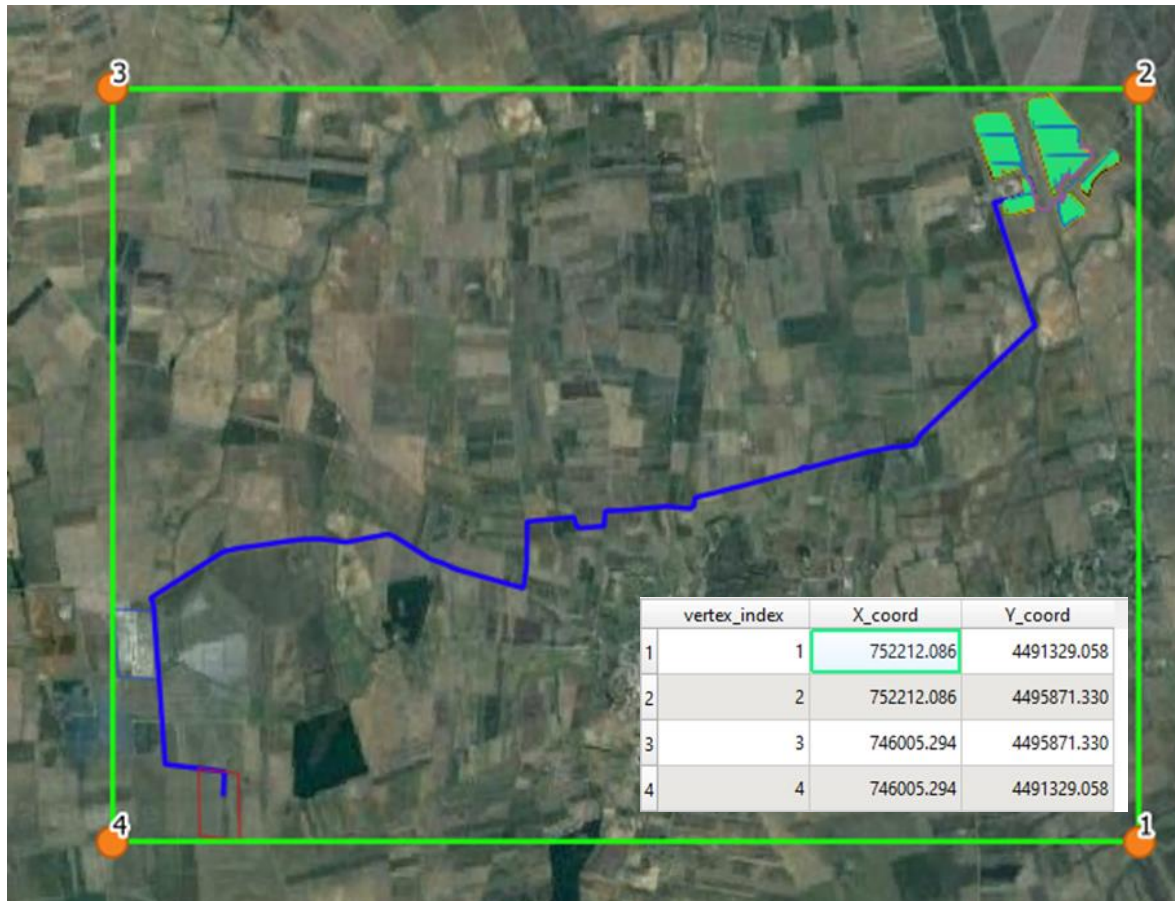 3
2
vertex_index X_coord Y_coord
1 1 752212.086 4491329.058
2 2 752212.086 4495871.330
3 3 746005.294 4495871.330
4 4 746005.294 4491329.058
4
1